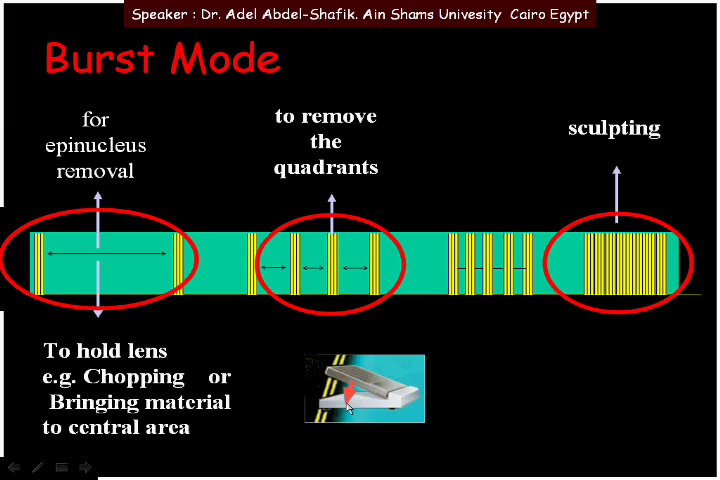 Speaker : Dr. Adel Abdel-Shafik. Ain Shams Univesity Cairo Egypt
Burst Mode
for
epinucleus
removal
to remove
the
quadrants
sculpting
To hold lens
e.g. Chopping or
Bringing material
to central area